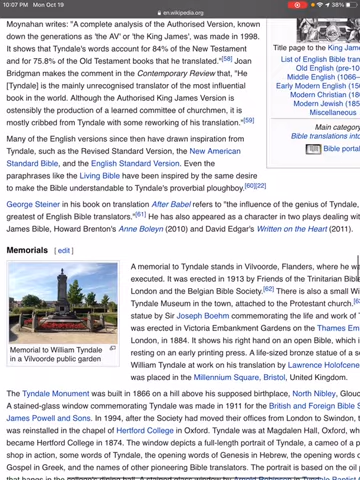 10:07 PM Mon Oct 19
en.wikipedia.org
Moynahan writes: "A complete analysis of the Authorised Version, known
down the generations as 'the AV' or 'the King James', was made in 1998.
It shows that Tyndale's words account for 84% of the New Testament
and for 75.8% of the Old Testament books that he translated."[58] Joan
Bridgman makes the comment in the Contemporary Review that, "He
[Tyndale] is the mainly unrecognised translator of the most influential
book in the world. Although the Authorised King James Version is
ostensibly the production of a learned committee of churchmen, it is
mostly cribbed from Tyndale with some reworking of his translation."[59]
Many of the English versions since then have drawn inspiration from
Tyndale, such as the Revised Standard Version, the New American
Standard Bible, and the English Standard Version. Even the
paraphrases like the Living Bible have been inspired by the same desire
to make the Bible understandable to Tyndale's proverbial ploughboy.[60][22]
George Steiner in his book on translation After Babel refers to "the influence of the genius of Tyndale,
greatest of English Bible translators."[61] He has also appeared as a character in two plays dealing wit
James Bible, Howard Brenton's Anne Boleyn (2010) and David Edgar's Written on the Heart (2011).
Title page to the King Jame
List of English Bible tran
Old English (pre-10
Middle English (1066–
Early Modern English (150
Modern Christian (180
Modern Jewish (185
Miscellaneous
Main category
Bible translations into
Bible portal
Memorials [ edit ]
Memorial to William Tyndale
in a Vilvoorde public garden
A memorial to Tyndale stands in Vilvoorde, Flanders, where he wa
executed. It was erected in 1913 by Friends of the Trinitarian Bible
London and the Belgian Bible Society.[62] There is also a small Wi
Tyndale Museum in the town, attached to the Protestant church.
statue by Sir Joseph Boehm commemorating the life and work of T
was erected in Victoria Embankment Gardens on the Thames Em
London, in 1884. It shows his right hand on an open Bible, which i
resting on an early printing press. A life-sized bronze statue of a s
William Tyndale at work on his translation by Lawrence Holofcene
was placed in the Millennium Square, Bristol, United Kingdom.
The Tyndale Monument was built in 1866 on a hill above his supposed birthplace, North Nibley, Glouc
A stained-glass window commemorating Tyndale was made in 1911 for the British and Foreign Bible S
James Powell and Sons. In 1994, after the Society had moved their offices from London to Swindon, t
was reinstalled in the chapel of Hertford College in Oxford. Tyndale was at Magdalen Hall, Oxford, wh
became Hertford College in 1874. The window depicts a full-length portrait of Tyndale, a cameo of a p
shop in action, some words of Tyndale, the opening words of Genesis in Hebrew, the opening words o
Gospel in Greek, and the names of other pioneering Bible translators. The portrait is based on the oil p